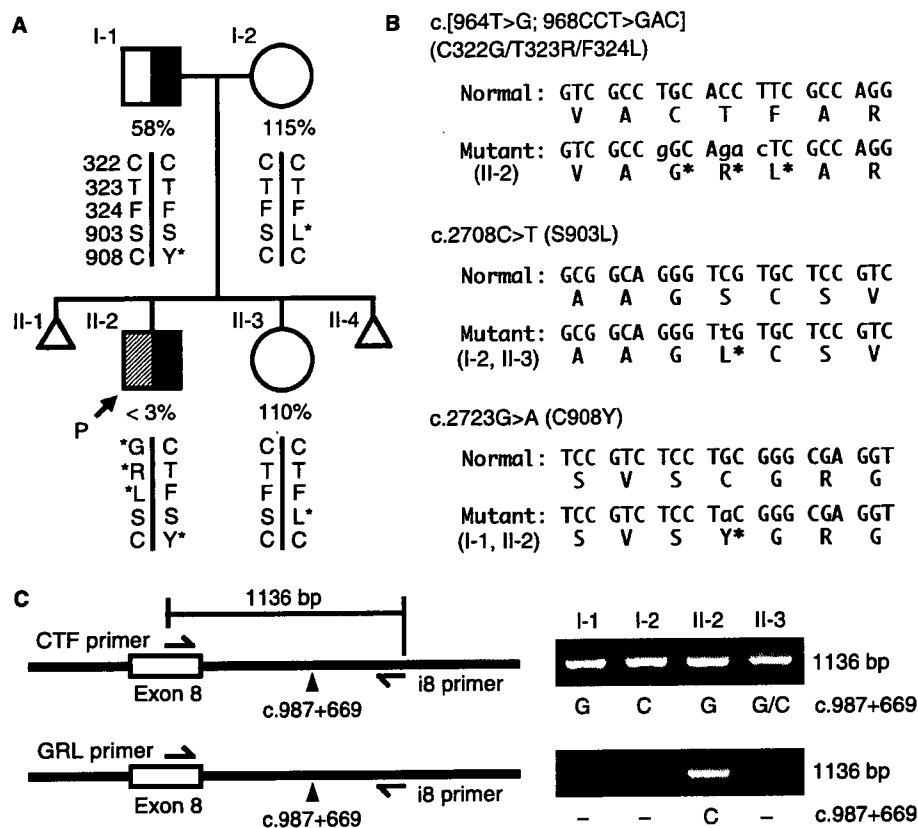 A
I-1
I-2
58%
115%
322 C C C C
323 T T T T
324 F F F F
903 S S S L*
908 C Y* C C
II-1
II-2
II-3
II-4
P
< 3%
110%
*G C C C
*R T T T
*L F F F
S S S L*
C Y* C C
B
c.[964T>G; 968CCT>GAC]
(C322G/T323R/F324L)
Normal: GTC GCC TGC ACC TTC GCC AGG
V A C T F A R
Mutant: GTC GCC gGC Aga cTC GCC AGG
(II-2) V A G* R* L* A R
c.2708C>T (S903L)
Normal: GCG GCA GGG TCG TGC TCC GTC
A A G S C S V
Mutant: GCG GCA GGG TtG TGC TCC GTC
(I-2, II-3) A A G L* C S V
c.2723G>A (C908Y)
Normal: TCC GTC TCC TGC GGG CGA GGT
S V S C G R G
Mutant: TCC GTC TCC TaC GGG CGA GGT
(I-1, II-2) S V S Y* G R G
C
1136 bp
CTF primer
Exon 8
i8 primer
c.987+669
GRL primer
Exon 8
i8 primer
c.987+669
I-1 I-2 II-2 II-3
1136 bp
G C G G/C c.987+669
1136 bp
– – C – c.987+669